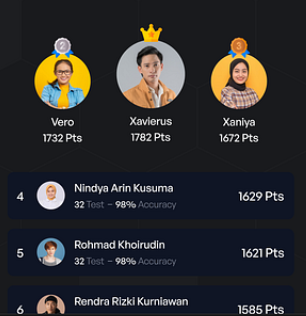 2
3
Vero
Xavierus
Xaniya
1732 Pts
1782 Pts
1672 Pts
4
Nindya Arin Kusuma
32 Test - 98% Accuracy
1629 Pts
5
Rohmad Khoirudin
32 Test - 98% Accuracy
1621 Pts
6
Rendra Rizki Kurniawan
1585 Pts